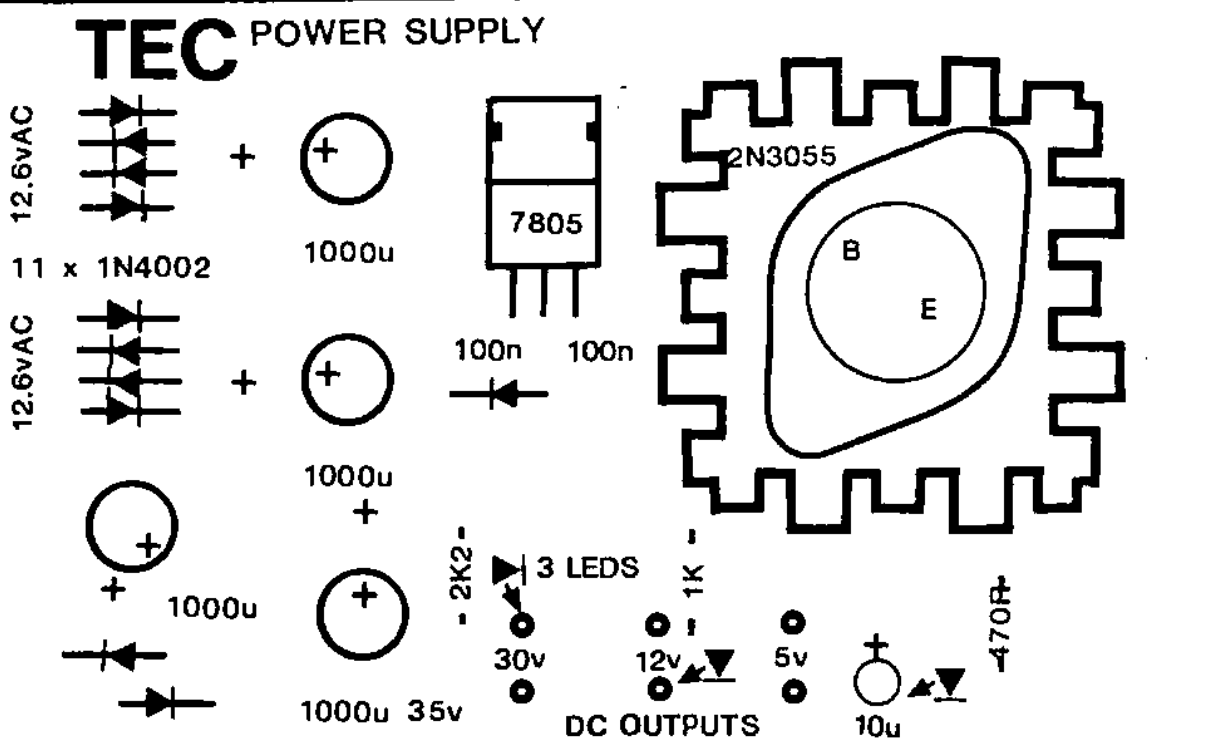 TEC POWER SUPPLY
12.6vAC
+
+
1000u
7805
2N3055
B
E
11 x 1N4002
12.6vAC
+
+
1000u
100n 100n
+
+
1000u
+
+
1000u 35v
- 2K2 -
3 LEDS
- 1K -
470R
30v 12v 5v
+
10u
DC OUTPUTS